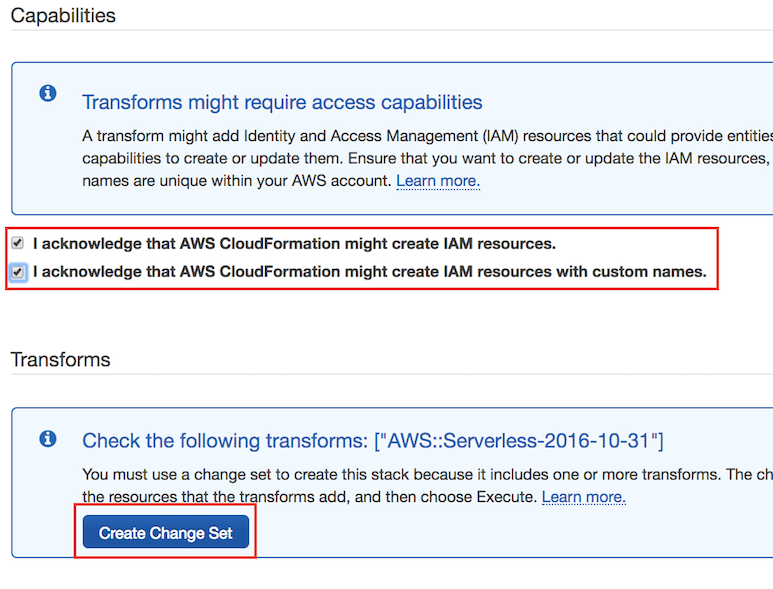 Capabilities
Transforms might require access capabilities
A transform might add Identity and Access Management (IAM) resources that could provide entities
capabilities to create or update them. Ensure that you want to create or update the IAM resources,
names are unique within your AWS account. Learn more.
I acknowledge that AWS CloudFormation might create IAM resources.
I acknowledge that AWS CloudFormation might create IAM resources with custom names.
Transforms
Check the following transforms: ["AWS::Serverless-2016-10-31"]
You must use a change set to create this stack because it includes one or more transforms. The ch
the resources that the transforms add, and then choose Execute. Learn more.
Create Change Set